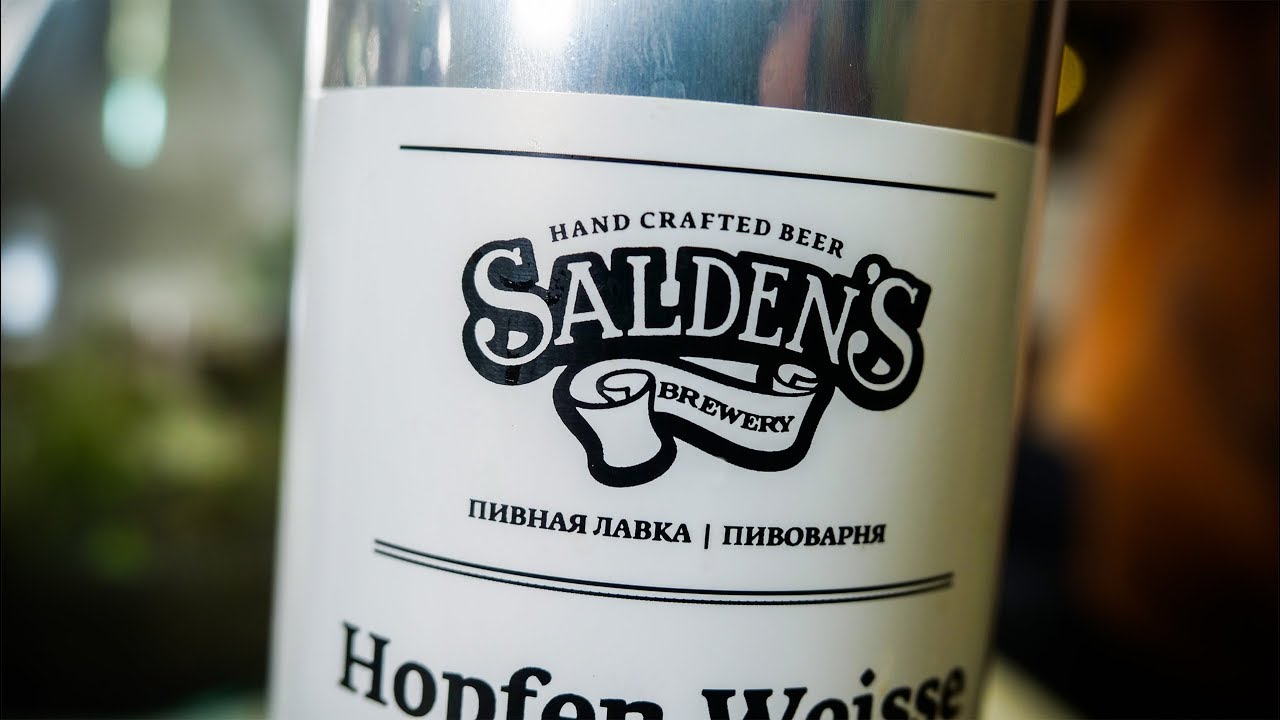 HAND CRAFTED BEER
SALDEN'S
BREWERY
ПИВНАЯ ЛАВКА | ПИВОВАРНЯ
Hopfen Weisse